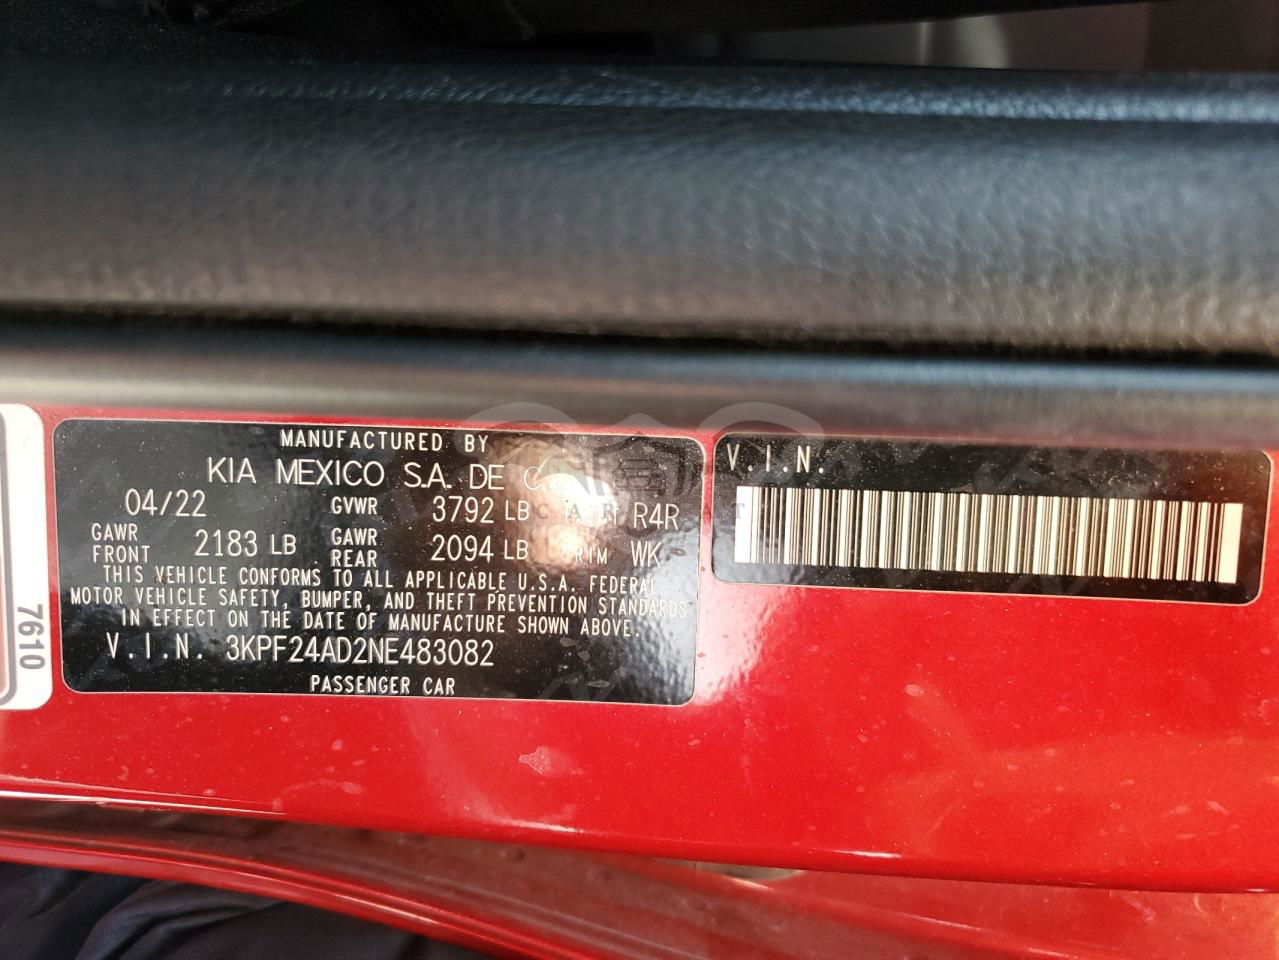 MANUFACTURED BY
KIA MEXICO S.A. DE C
04/22 GVWR 3792 LB R4R
GAWR FRONT 2183 LB GAWR REAR 2094 LB TRIM WK
THIS VEHICLE CONFORMS TO ALL APPLICABLE U.S.A. FEDERAL
MOTOR VEHICLE SAFETY, BUMPER, AND THEFT PREVENTION STANDARDS
IN EFFECT ON THE DATE OF MANUFACTURE SHOWN ABOVE.
V.I.N. 3KPF24AD2NE483082
PASSENGER CAR
V.I.N.
7610